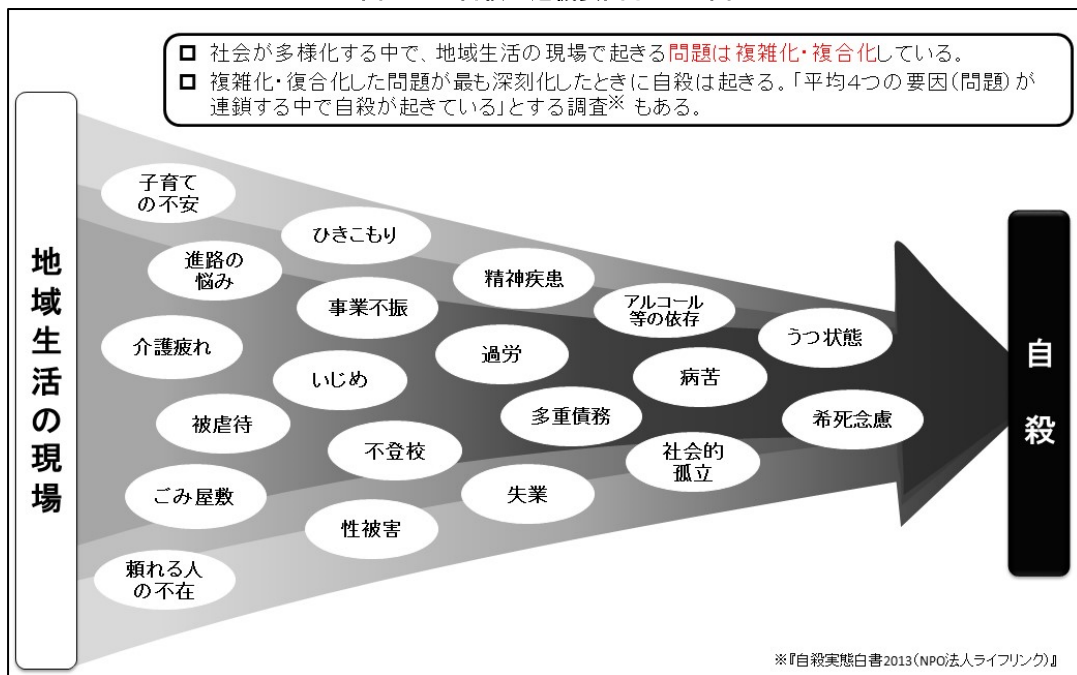 □ 社会が多様化する中で、地域生活の現場で起きる問題は複雑化・複合化している。
□ 複雑化・復合化した問題が最も深刻化したときに自殺は起きる。「平均4つの要因(問題)が
連鎖する中で自殺が起きている」とする調査※ もある。
地域生活の現場
子育て
の不安
進路の
悩み
介護疲れ
被虐待
ごみ屋敷
頼れる人
の不在
ひきこもり
事業不振
いじめ
不登校
性被害
精神疾患
過労
多重債務
失業
アルコール
等の依存
病苦
社会的
孤立
うつ状態
希死念慮
自殺
※『自殺実態白書2013(NPO法人ライフリンク)』